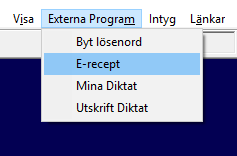 Visa Externa Program Intyg Länkar
Byt lösenord
E-recept
Mina Diktat
Utskrift Diktat